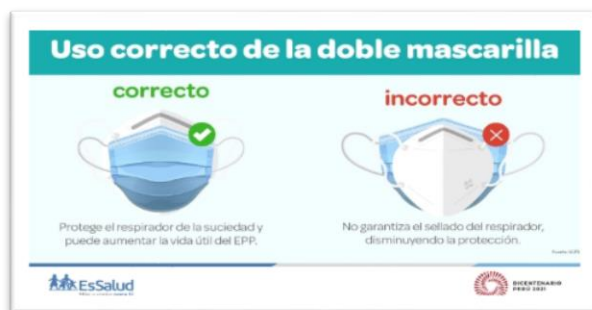 Uso correcto de la doble mascarilla
correcto
incorrecto
Protege el respirador de la suciedad y
puede aumentar la vida útil del EPP.
No garantiza el sellado del respirador,
disminuyendo la protección.
EsSalud
BICENTENARIO
PERÚ 2021